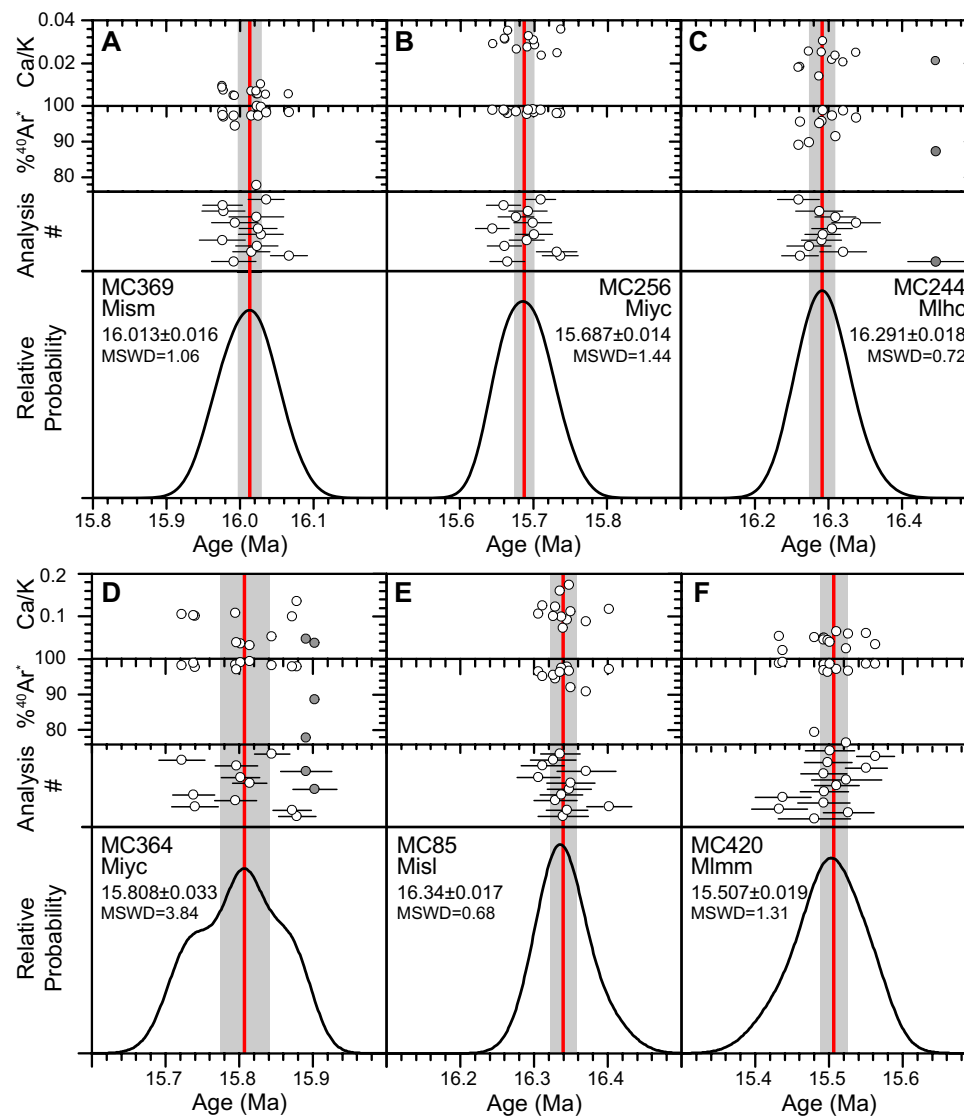 A
B
C
0.04
0.02
Ca/K
100
90
80
%⁴⁰Ar*
Analysis
#
Relative
Probability
MC369
Mism
16.013±0.016
MSWD=1.06
MC256
Miyc
15.687±0.014
MSWD=1.44
MC244
Mlho
16.291±0.018
MSWD=0.72
15.8 15.9 16.0 16.1
15.6 15.7 15.8
16.2 16.3 16.4
Age (Ma) Age (Ma) Age (Ma)
D
E
F
0.2
0.1
Ca/K
100
90
80
%⁴⁰Ar*
Analysis
#
Relative
Probability
MC364
Miyc
15.808±0.033
MSWD=3.84
MC85
Misl
16.34±0.017
MSWD=0.68
MC420
Mlmm
15.507±0.019
MSWD=1.31
15.7 15.8 15.9
16.2 16.3 16.4
15.4 15.5 15.6
Age (Ma) Age (Ma) Age (Ma)